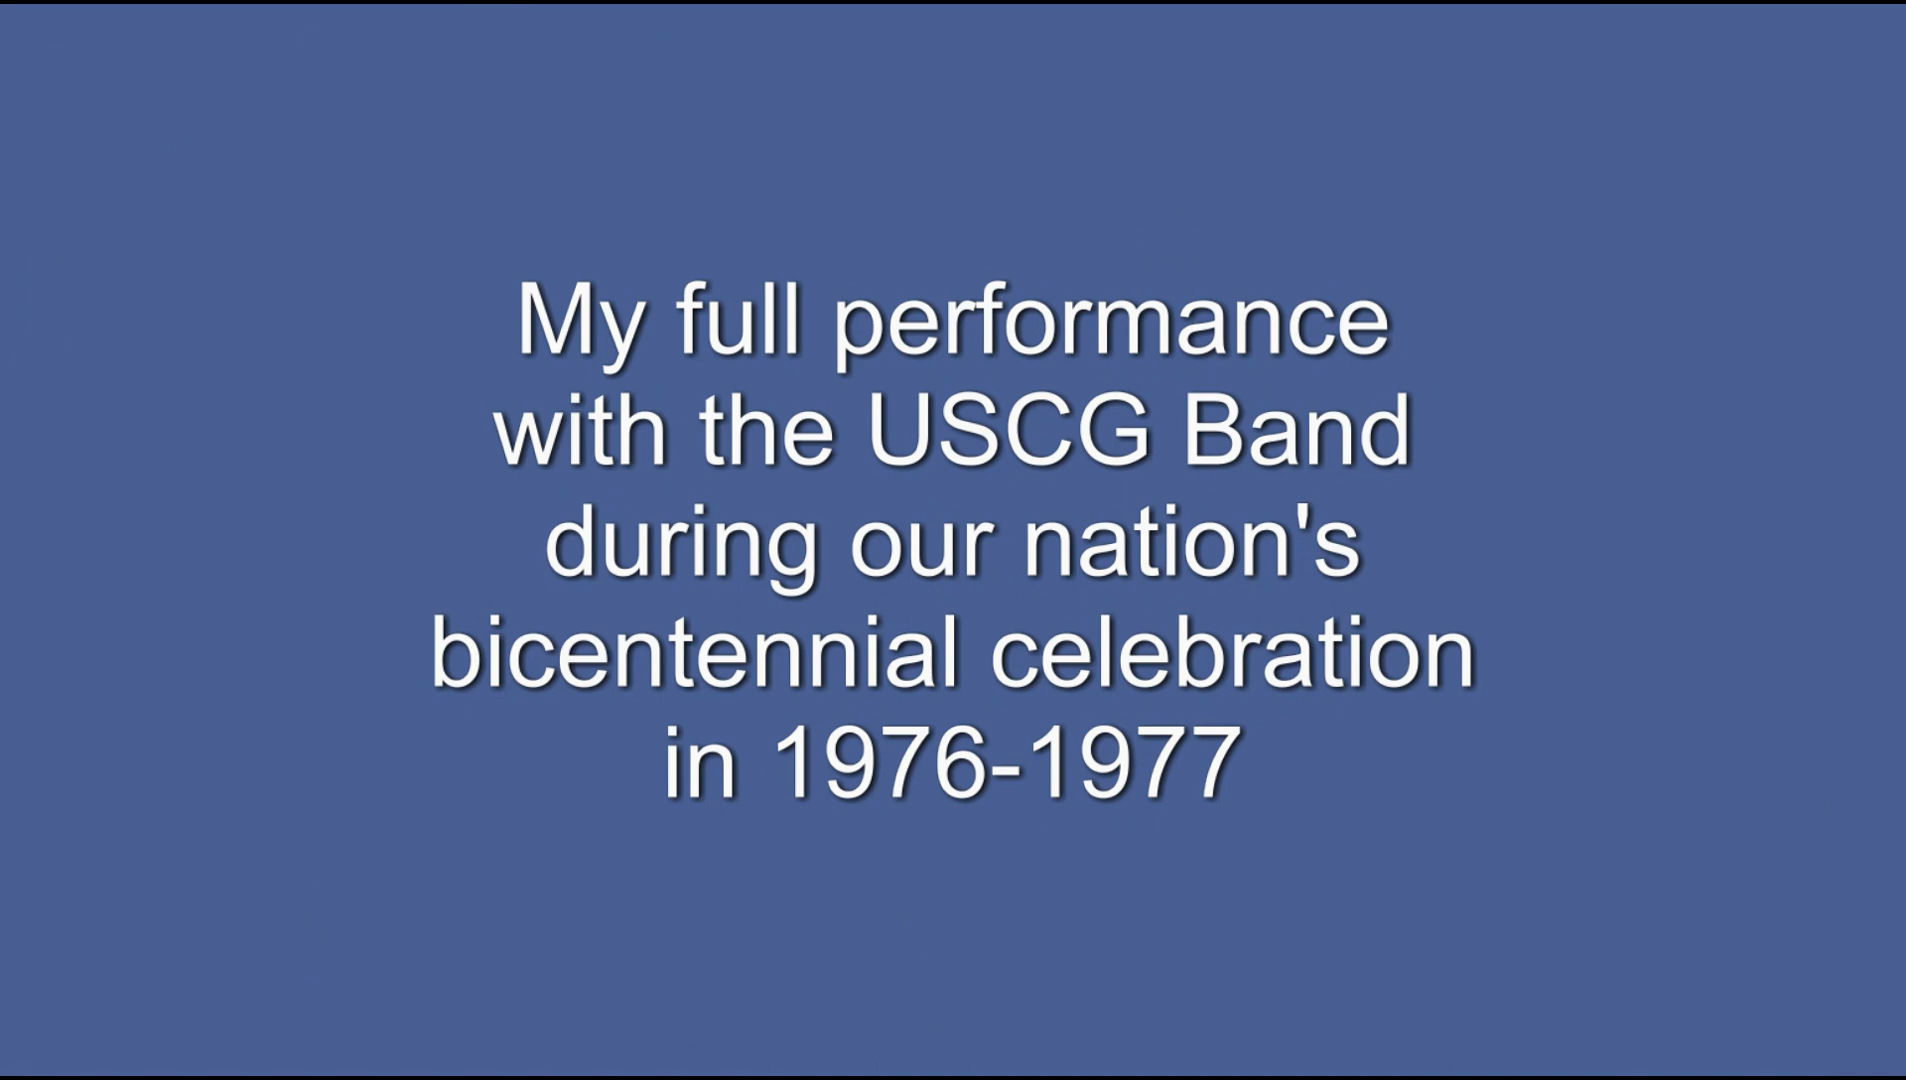 My full performance
with the USCG Band
during our nation's
bicentennial celebration
in 1976-1977